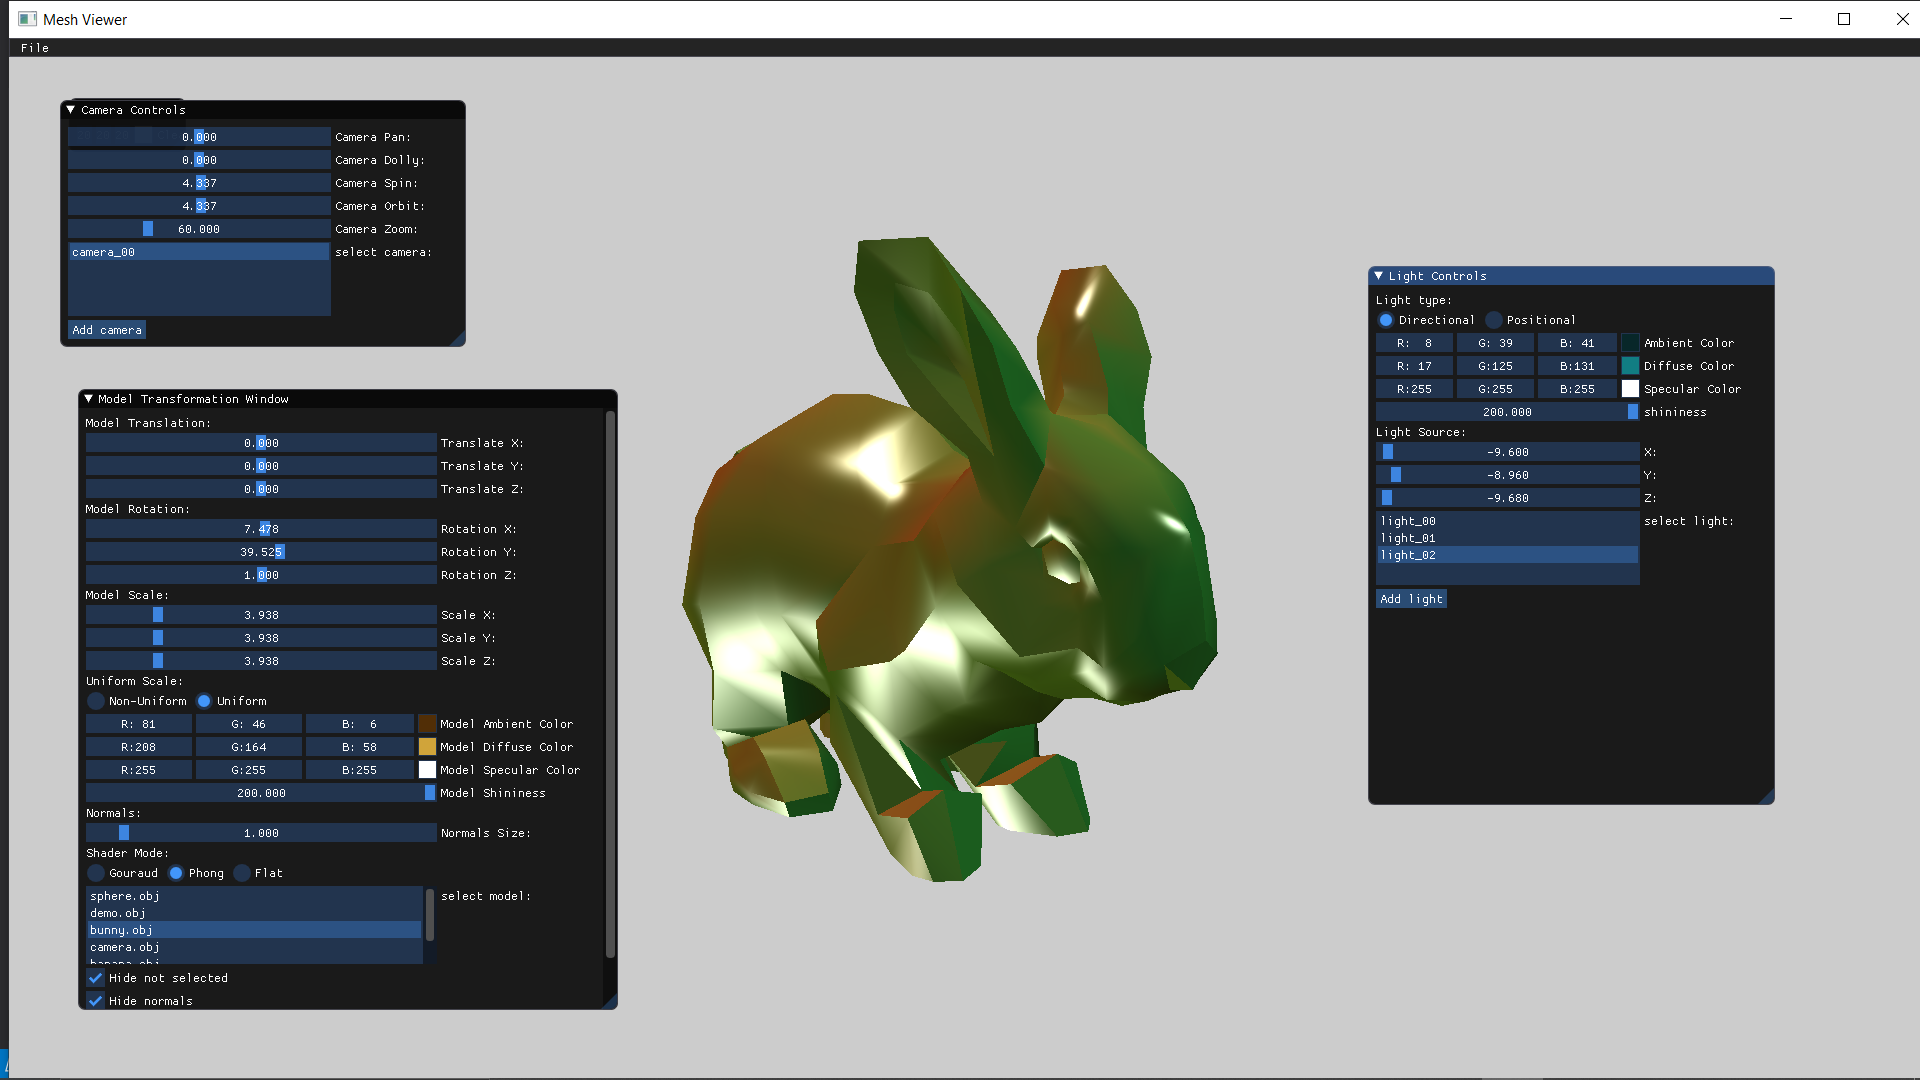 Mesh Viewer
File
Camera Controls
0.000 Camera Pan:
0.000 Camera Dolly:
4.337 Camera Spin:
4.337 Camera Orbit:
60.000 Camera Zoom:
camera_00 select camera:
Add camera
Model Transformation Window
Model Translation:
0.000 Translate X:
0.000 Translate Y:
0.000 Translate Z:
Model Rotation:
7.478 Rotation X:
39.525 Rotation Y:
1.000 Rotation Z:
Model Scale:
3.938 Scale X:
3.938 Scale Y:
3.938 Scale Z:
Uniform Scale:
Non-Uniform Uniform
R: 81 G: 46 B: 6 Model Ambient Color
R:208 G:164 B: 58 Model Diffuse Color
R:255 G:255 B:255 Model Specular Color
200.000 Model Shininess
Normals:
1.000 Normals Size:
Shader Mode:
Gouraud Phong Flat
sphere.obj select model:
demo.obj
bunny.obj
camera.obj
banana.obj
Hide not selected
Hide normals
Light Controls
Light type:
Directional Positional
R: 8 G: 39 B: 41 Ambient Color
R: 17 G:125 B:131 Diffuse Color
R:255 G:255 B:255 Specular Color
200.000 shininess
Light Source:
-9.600 X:
-8.960 Y:
-9.680 Z:
light_00 select light:
light_01
light_02
Add light